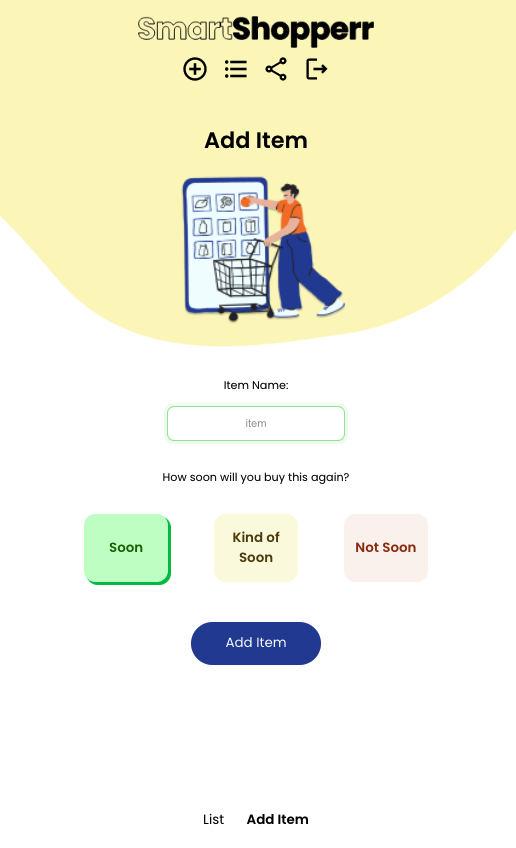 SmartShopperr
Add Item
Item Name:
item
How soon will you buy this again?
Soon
Kind of
Soon
Not Soon
Add Item
List
Add Item